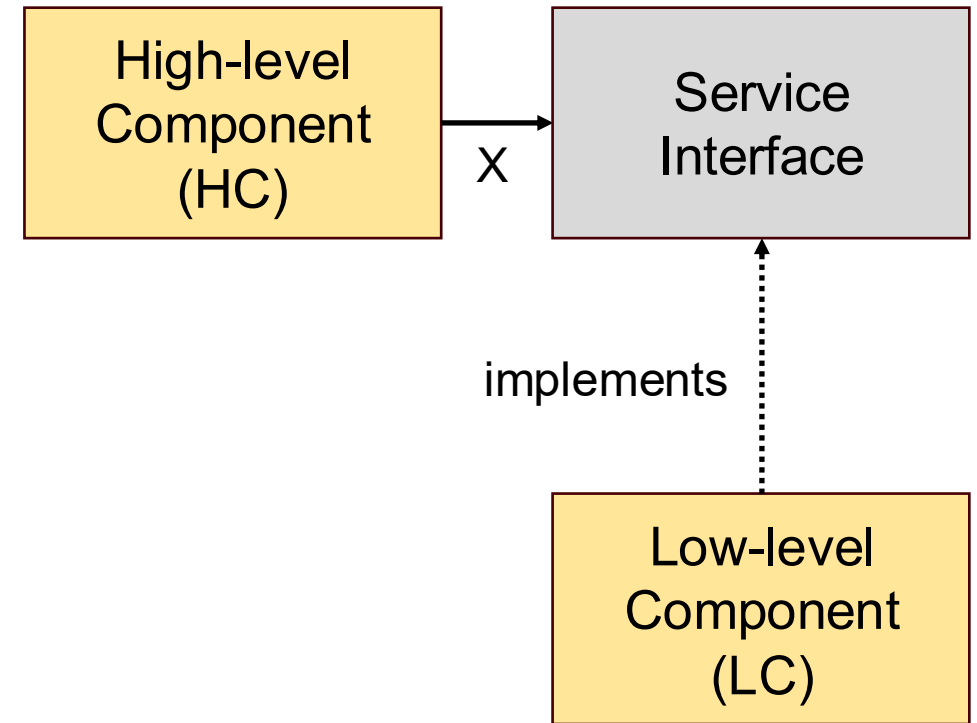 High-level
Component
(HC)
X
Service
Interface
implements
Low-level
Component
(LC)